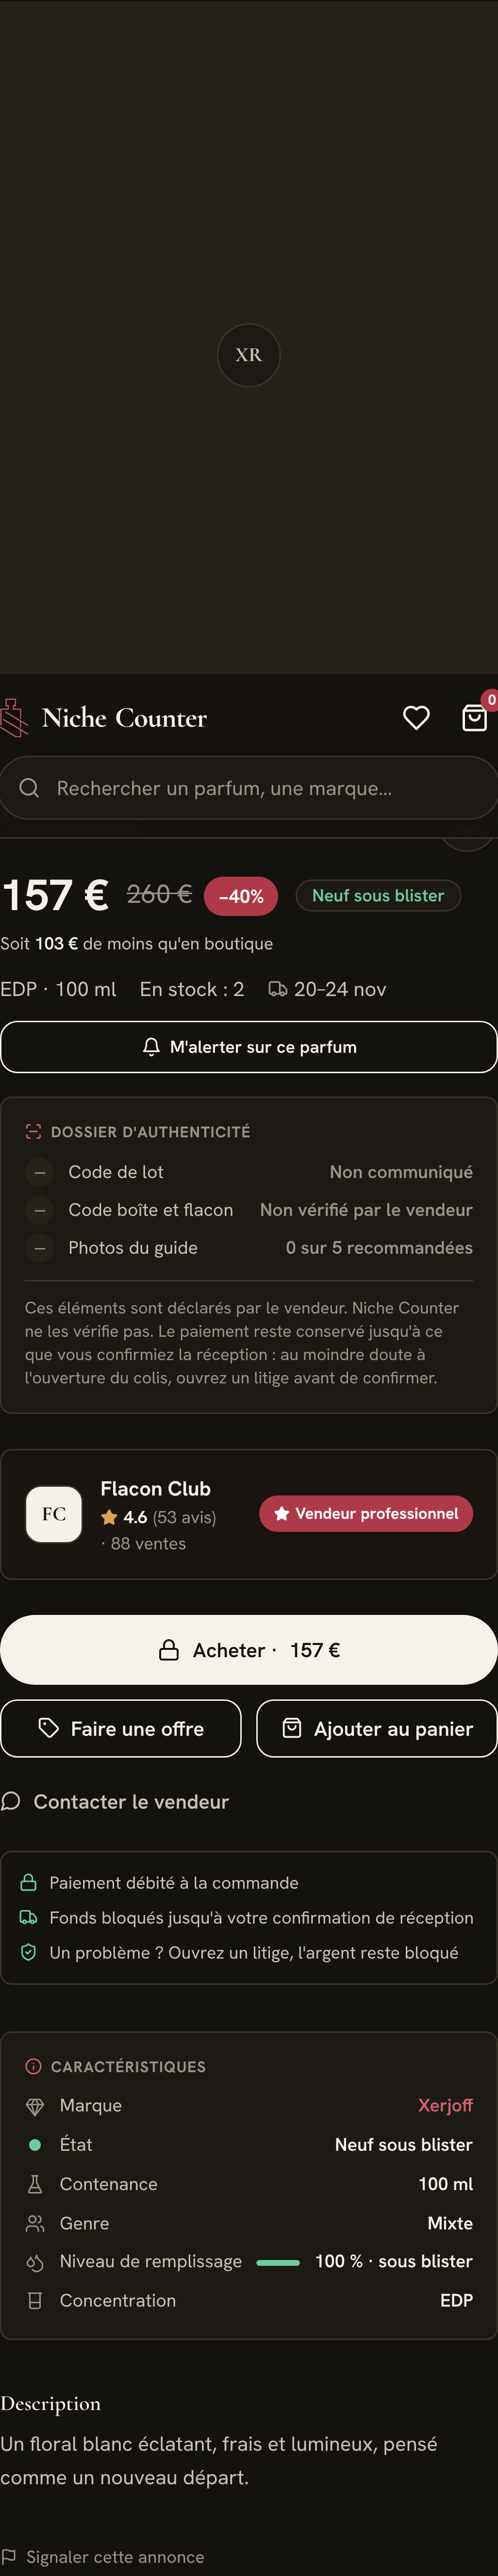 XR
Niche Counter
0
Rechercher un parfum, une marque...
157 € 260 € -40% Neuf sous blister
Soit 103 € de moins qu'en boutique
EDP · 100 ml En stock : 2 20–24 nov
M'alerter sur ce parfum
DOSSIER D'AUTHENTICITÉ
Code de lot Non communiqué
Code boîte et flacon Non vérifié par le vendeur
Photos du guide 0 sur 5 recommandées
Ces éléments sont déclarés par le vendeur. Niche Counter
ne les vérifie pas. Le paiement reste conservé jusqu'à ce
que vous confirmiez la réception : au moindre doute à
l'ouverture du colis, ouvrez un litige avant de confirmer.
FC
Flacon Club
4.6 (53 avis)
· 88 ventes
Vendeur professionnel
Acheter · 157 €
Faire une offre
Ajouter au panier
Contacter le vendeur
Paiement débité à la commande
Fonds bloqués jusqu'à votre confirmation de réception
Un problème ? Ouvrez un litige, l'argent reste bloqué
CARACTÉRISTIQUES
Marque Xerjoff
État Neuf sous blister
Contenance 100 ml
Genre Mixte
Niveau de remplissage 100 % · sous blister
Concentration EDP
Description
Un floral blanc éclatant, frais et lumineux, pensé
comme un nouveau départ.
Signaler cette annonce